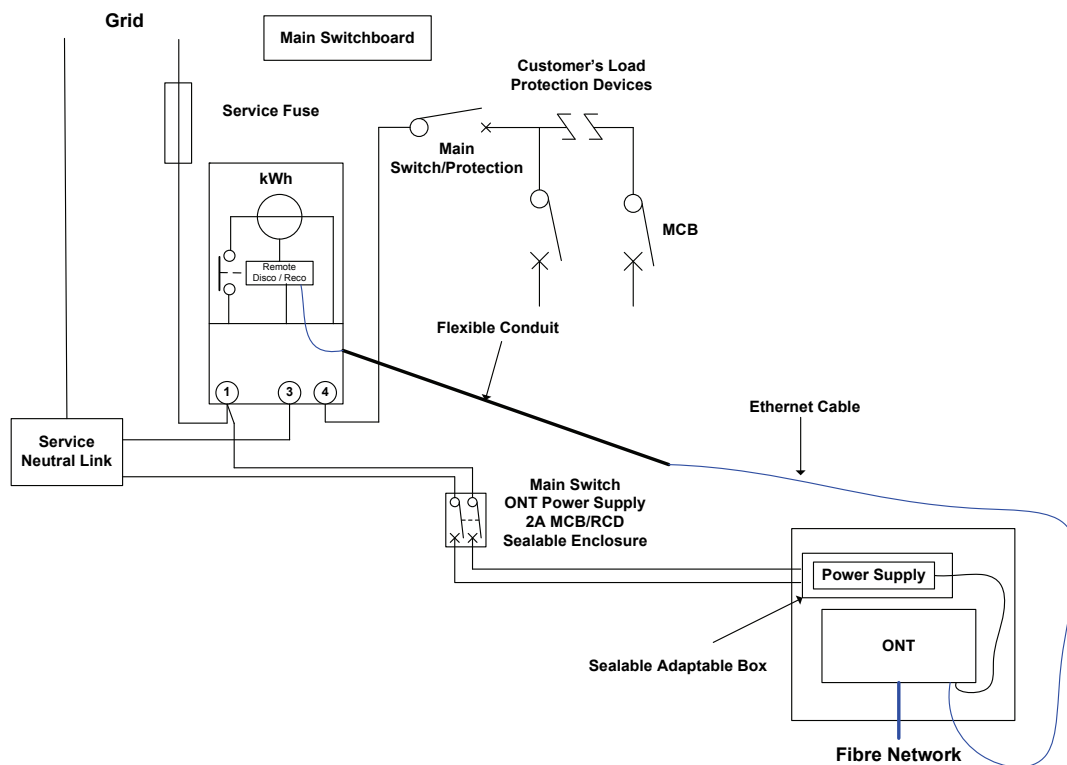 Grid
Main Switchboard
Customer's Load
Protection Devices
Service Fuse
Main
Switch/Protection
kWh
MCB
Remote
Disco / Reco
Flexible Conduit
1
3
4
Ethernet Cable
Service
Neutral Link
Main Switch
ONT Power Supply
2A MCB/RCD
Sealable Enclosure
Power Supply
ONT
Sealable Adaptable Box
Fibre Network